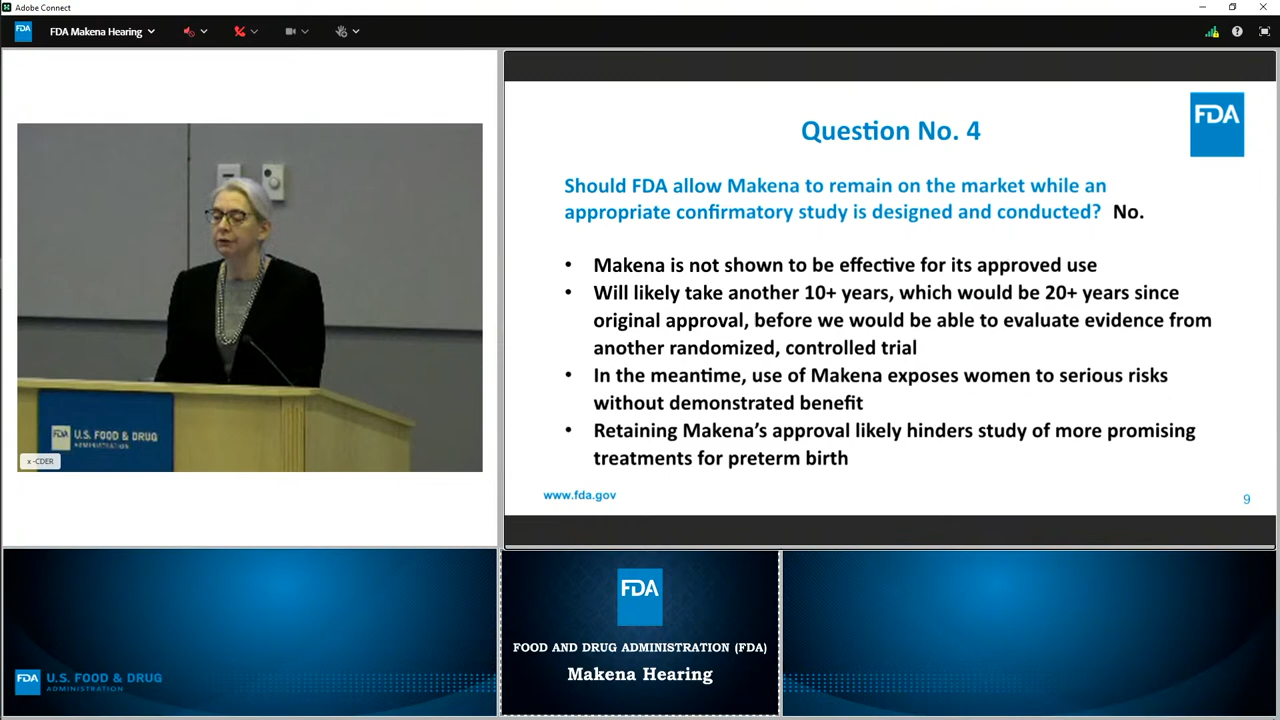 Adobe Connect
FDA
FDA Makena Hearing
FDA
Question No. 4
Should FDA allow Makena to remain on the market while an
appropriate confirmatory study is designed and conducted? No.
• Makena is not shown to be effective for its approved use
• Will likely take another 10+ years, which would be 20+ years since
original approval, before we would be able to evaluate evidence from
another randomized, controlled trial
• In the meantime, use of Makena exposes women to serious risks
without demonstrated benefit
• Retaining Makena's approval likely hinders study of more promising
treatments for preterm birth
www.fda.gov
9
FDA U.S. FOOD & DRUG
ADMINISTRATION
x -CDER
FDA
FOOD AND DRUG ADMINISTRATION (FDA)
Makena Hearing
FDA U.S. FOOD & DRUG
ADMINISTRATION